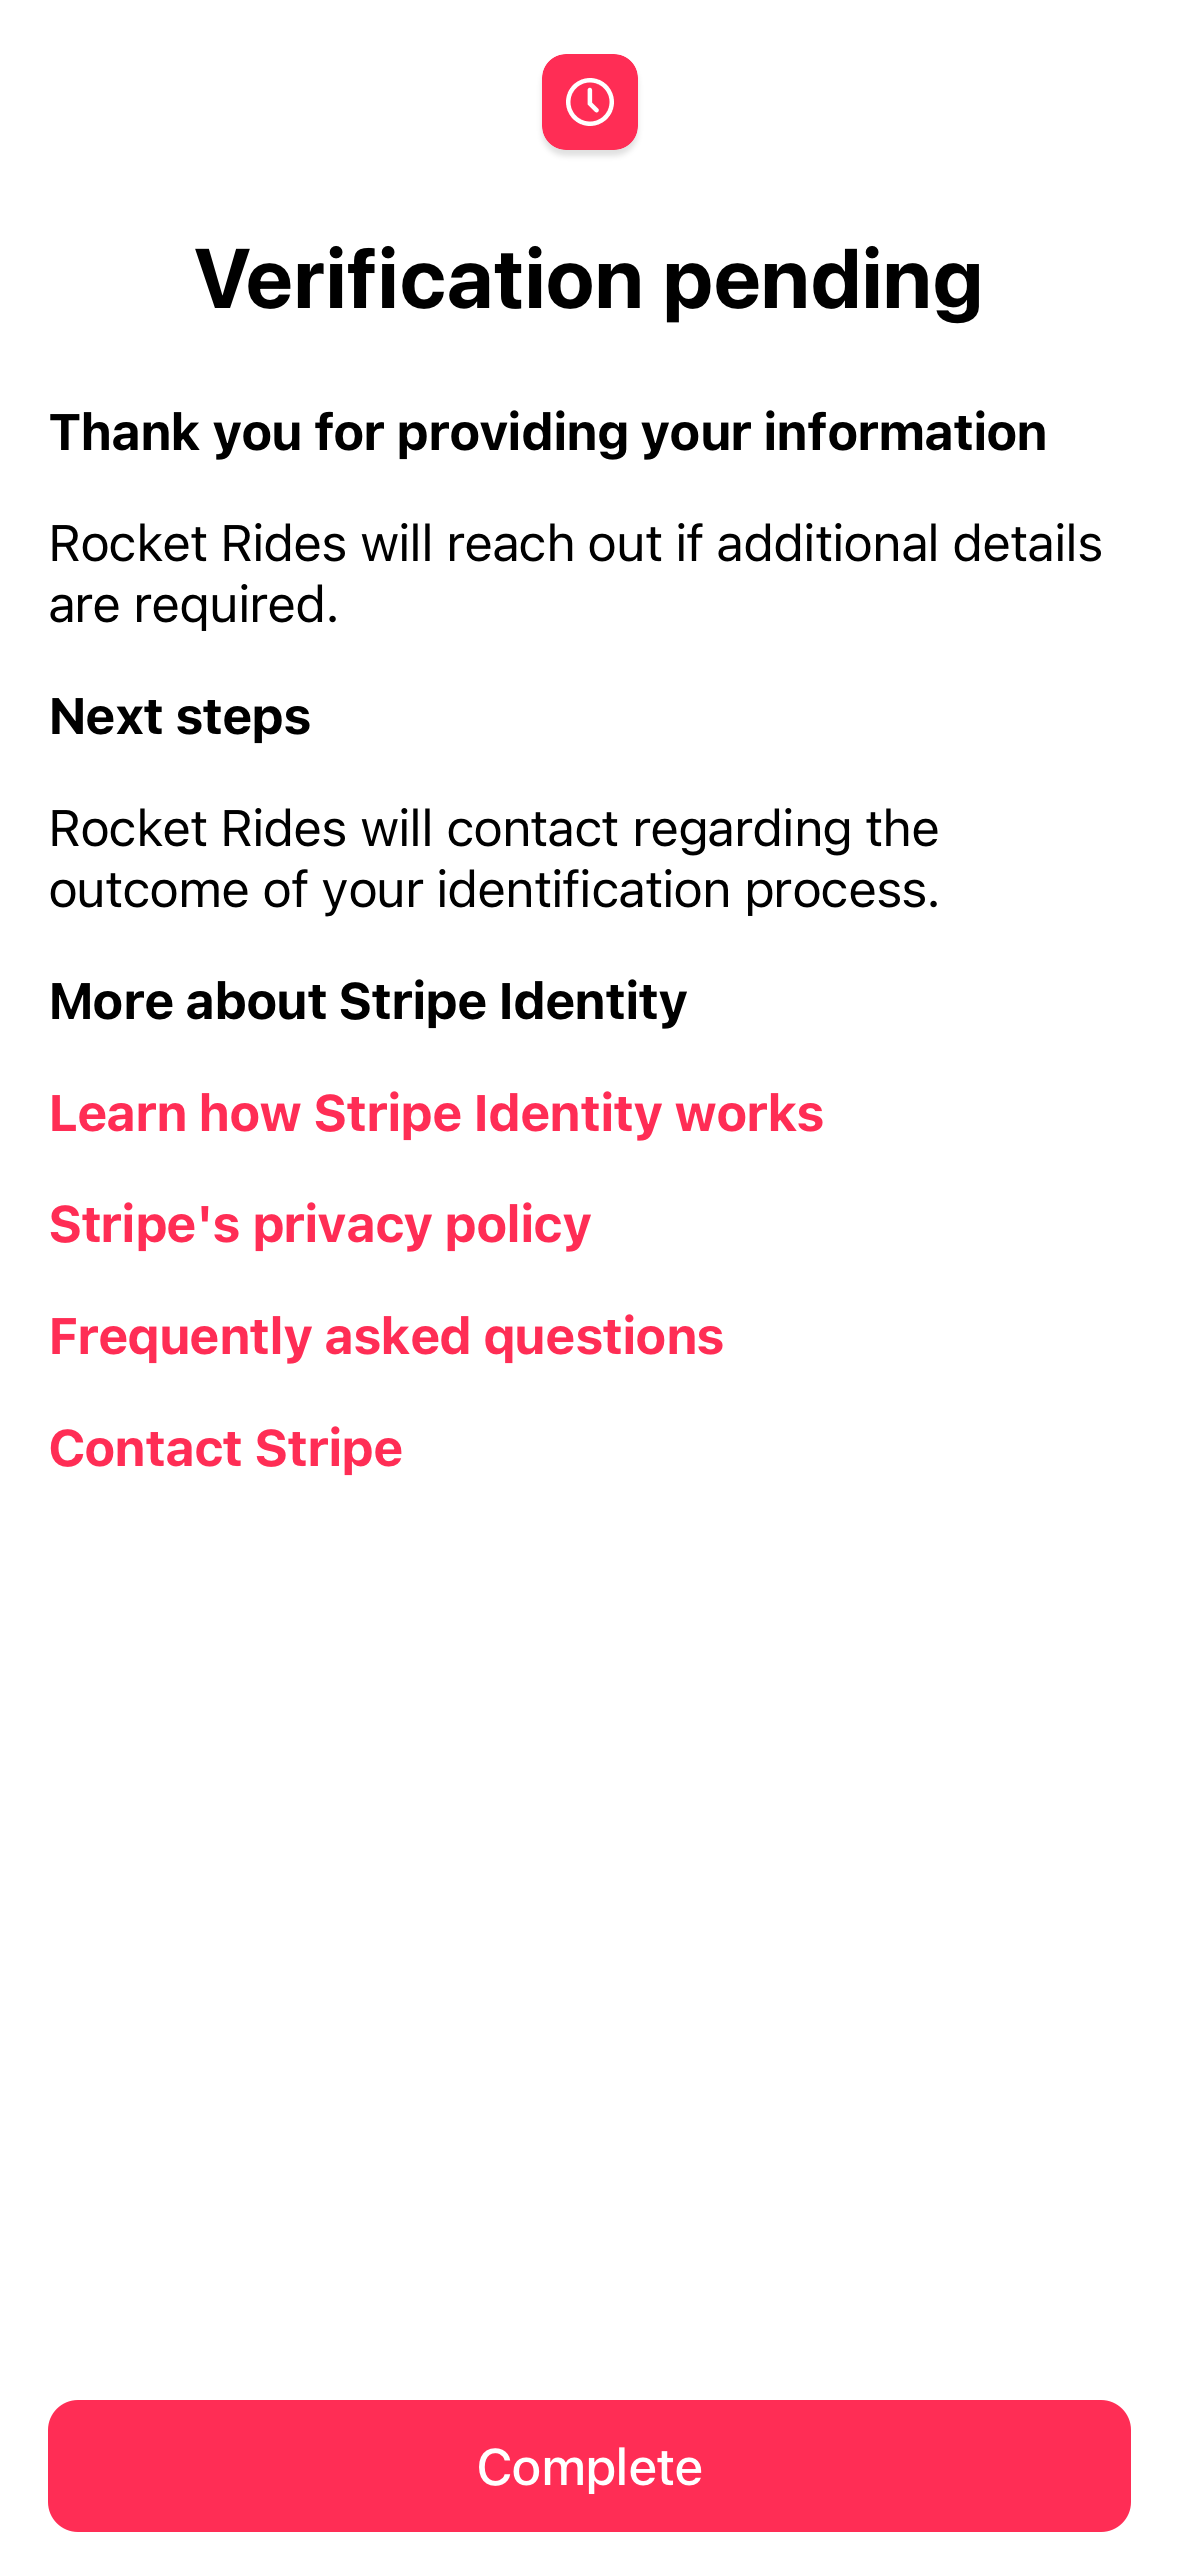 Verification pending
Thank you for providing your information
Rocket Rides will reach out if additional details
are required.
Next steps
Rocket Rides will contact regarding the
outcome of your identification process.
More about Stripe Identity
Learn how Stripe Identity works
Stripe's privacy policy
Frequently asked questions
Contact Stripe
Complete